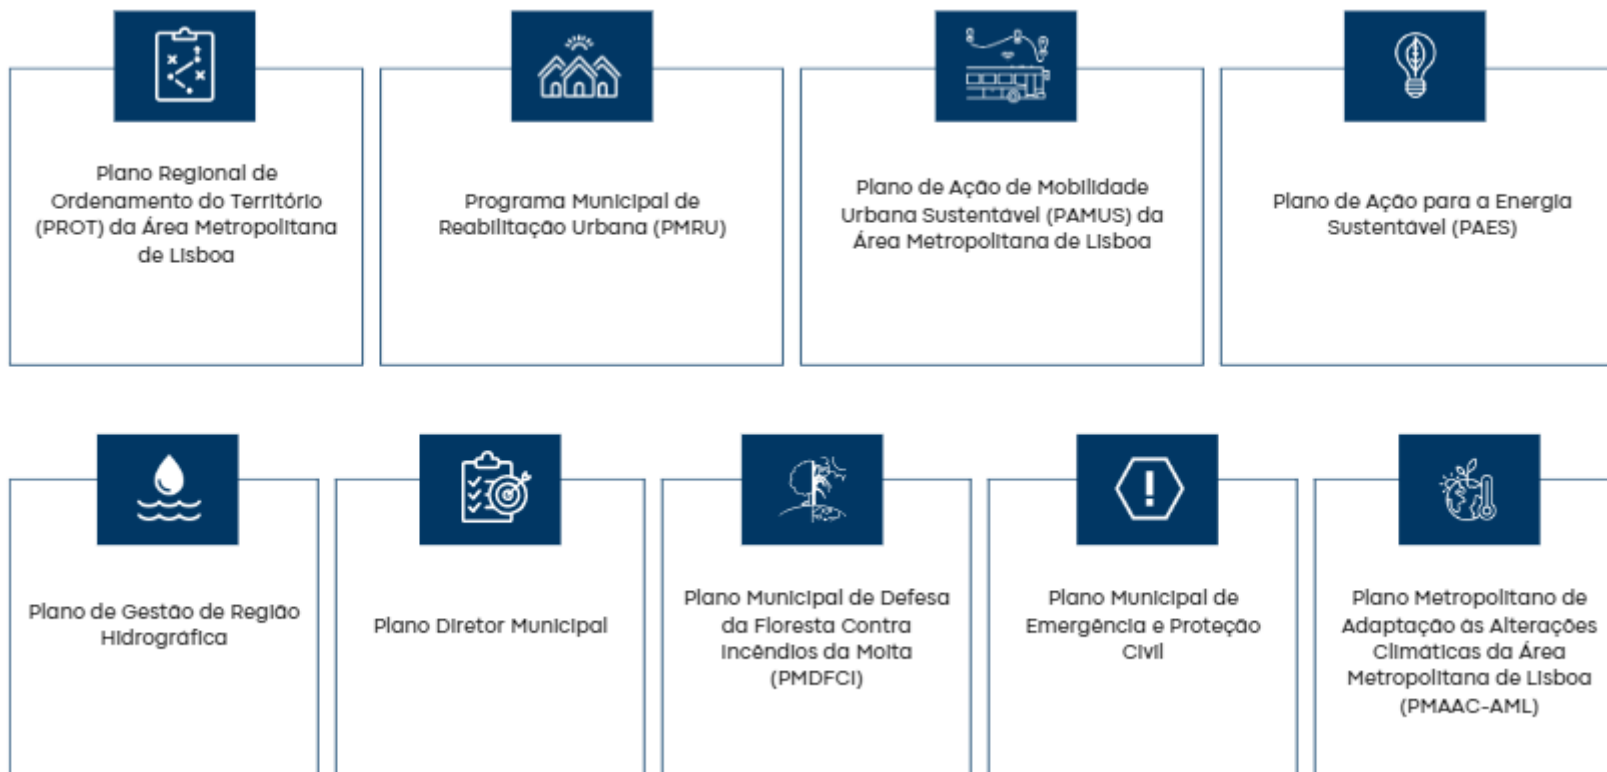 Plano Regional de
Ordenamento do Território
(PROT) da Área Metropolitana
de Lisboa
Programa Municipal de
Reabilitação Urbana (PMRU)
Plano de Ação de Mobilidade
Urbana Sustentável (PAMUS) da
Área Metropolitana de Lisboa
Plano de Ação para a Energia
Sustentável (PAES)
Plano de Gestão de Região
Hidrográfica
Plano Diretor Municipal
Plano Municipal de Defesa
da Floresta Contra
Incêndios da Moita
(PMDFCI)
Plano Municipal de
Emergência e Proteção
Civil
Plano Metropolitano de
Adaptação às Alterações
Climáticas da Área
Metropolitana de Lisboa
(PMAAC-AML)